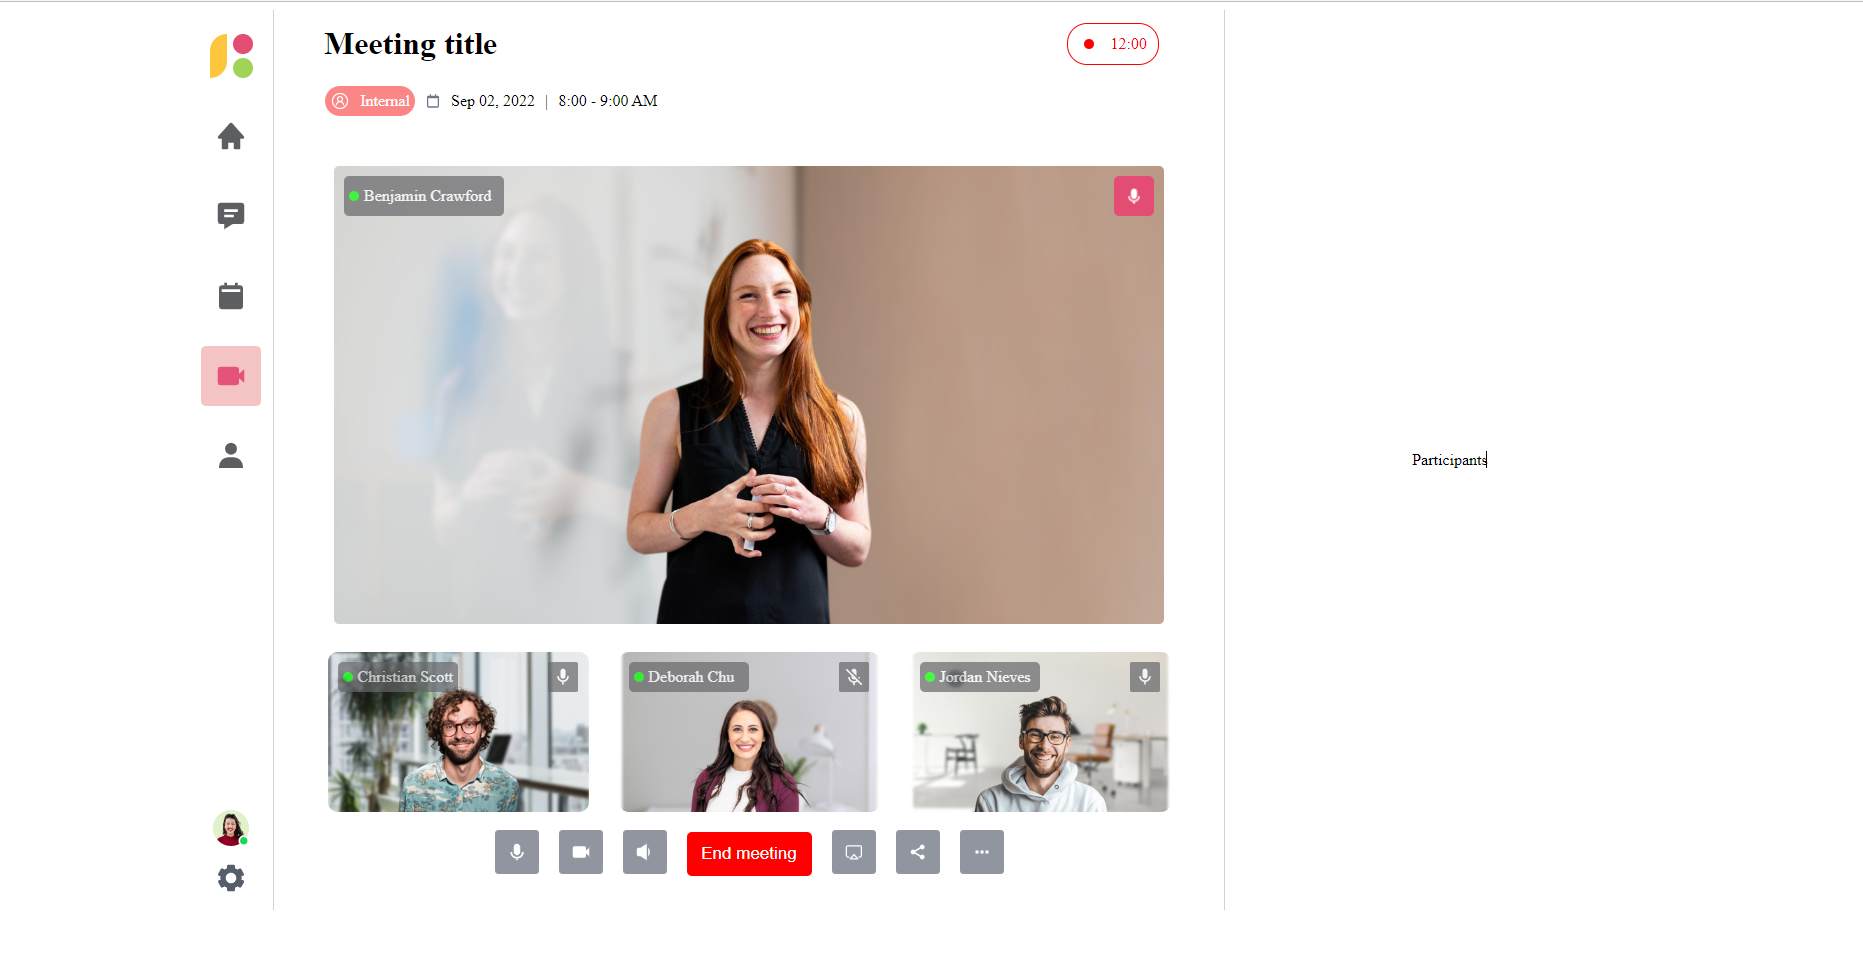 Meeting title
12:00
Internal
Sep 02, 2022 | 8:00 - 9:00 AM
Benjamin Crawford
Participants
Christian Scott
Deborah Chu
Jordan Nieves
End meeting